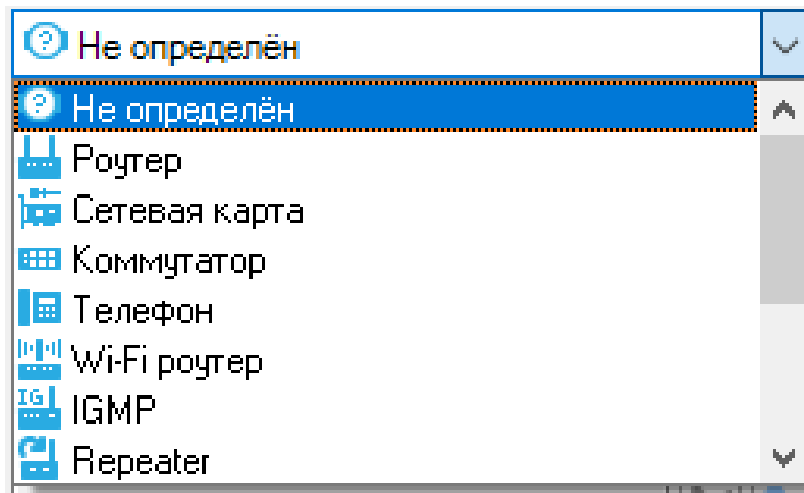 Не определён
Не определён
Роутер
Сетевая карта
Коммутатор
Телефон
Wi-Fi роутер
IGMP
Repeater